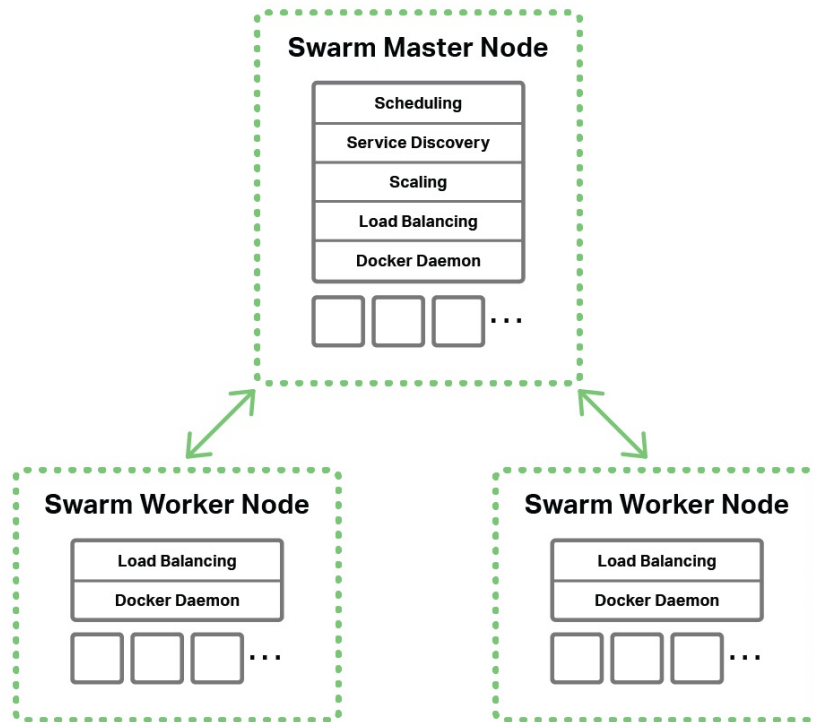 Swarm Master Node
Scheduling
Service Discovery
Scaling
Load Balancing
Docker Daemon
...
Swarm Worker Node
Load Balancing
Docker Daemon
...
Swarm Worker Node
Load Balancing
Docker Daemon
...